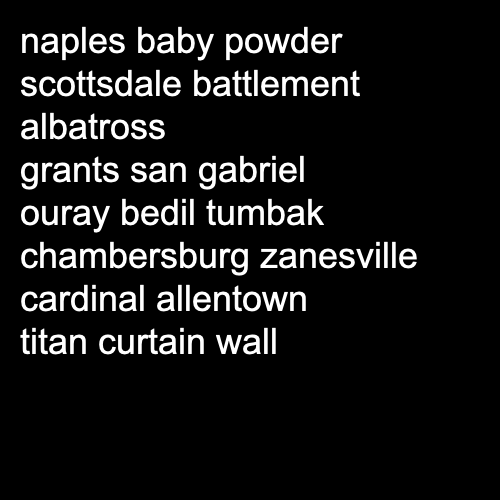 naples baby powder
scottsdale battlement
albatross
grants san gabriel
ouray bedil tumbak
chambersburg zanesville
cardinal allentown
titan curtain wall